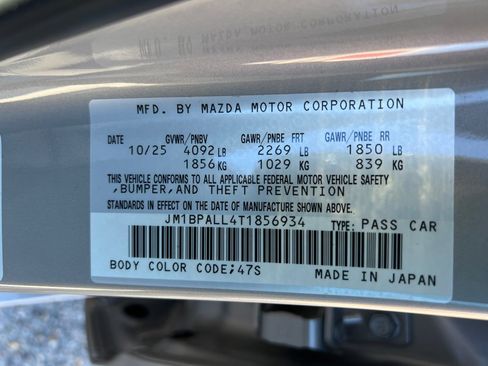 MFD. BY MAZDA MOTOR CORPORATION
DATE GVWR/PNBV GAWR/PNBE FRT GAWR/PNBE RR
10/25 4092 LB 2269 LB 1850 LB
1856 KG 1029 KG 839 KG
THIS VEHICLE CONFORMS TO ALL APPLICABLE FEDERAL MOTOR VEHICLE SAFETY
,BUMPER,AND THEFT PREVENTION
STANDARDS IN EFFECT ON THE DATE OF MANUFACTURE SHOWN ABOVE.
JM1BPALL4T1856934 TYPE: PASS CAR
BODY COLOR CODE;47S MADE IN JAPAN